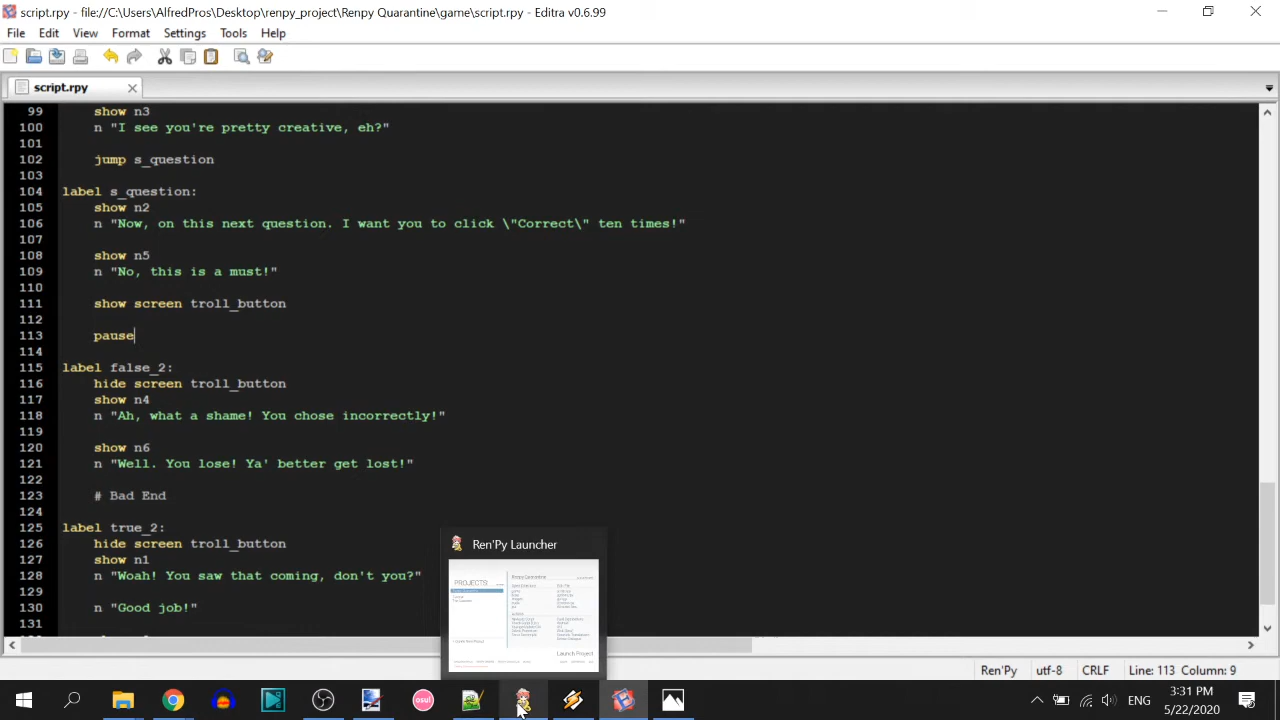 script.rpy - file://C:\Users\AlfredPros\Desktop\renpy_project\Renpy Quarantine\game\script.rpy - Editra v0.6.99
File Edit View Format Settings Tools Help
script.rpy
99 show n3
100 n "I see you're pretty creative, eh?"
101
102 jump s_question
103
104 label s_question:
105 show n2
106 n "Now, on this next question. I want you to click \"Correct\" ten times!"
107
108 show n5
109 n "No, this is a must!"
110
111 show screen troll_button
112
113 pause
114
115 label false_2:
116 hide screen troll_button
117 show n4
118 n "Ah, what a shame! You chose incorrectly!"
119
120 show n6
121 n "Well. You lose! Ya' better get lost!"
122
123 # Bad End
124
125 label true_2:
126 hide screen troll_button
127 show n1
128 n "Woah! You saw that coming, don't you?"
129
130 n "Good job!"
131
Ren'Py Launcher
PROJECTS:
Renpy Quarantine
Launch Project
Ren'Py
CRLF
Line: 113 Column: 9
osu!
ENG
3:31 PM
5/22/2020